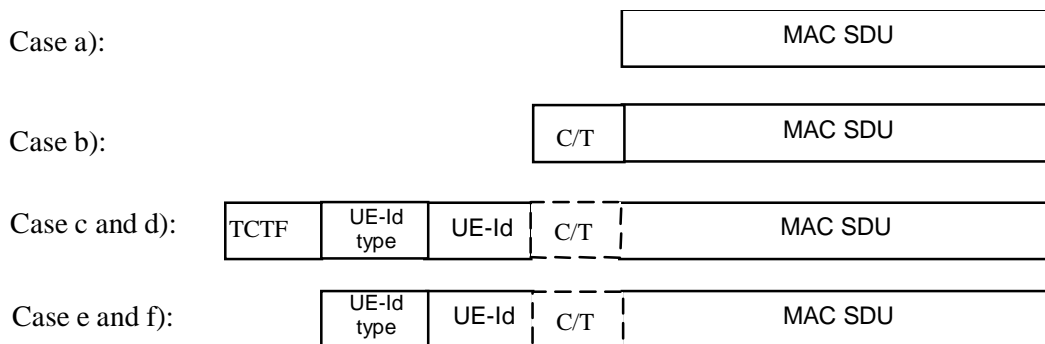 Case a): MAC SDU
Case b): C/T MAC SDU
Case c and d): TCTF UE-Id type UE-Id C/T MAC SDU
Case e and f): UE-Id type UE-Id C/T MAC SDU